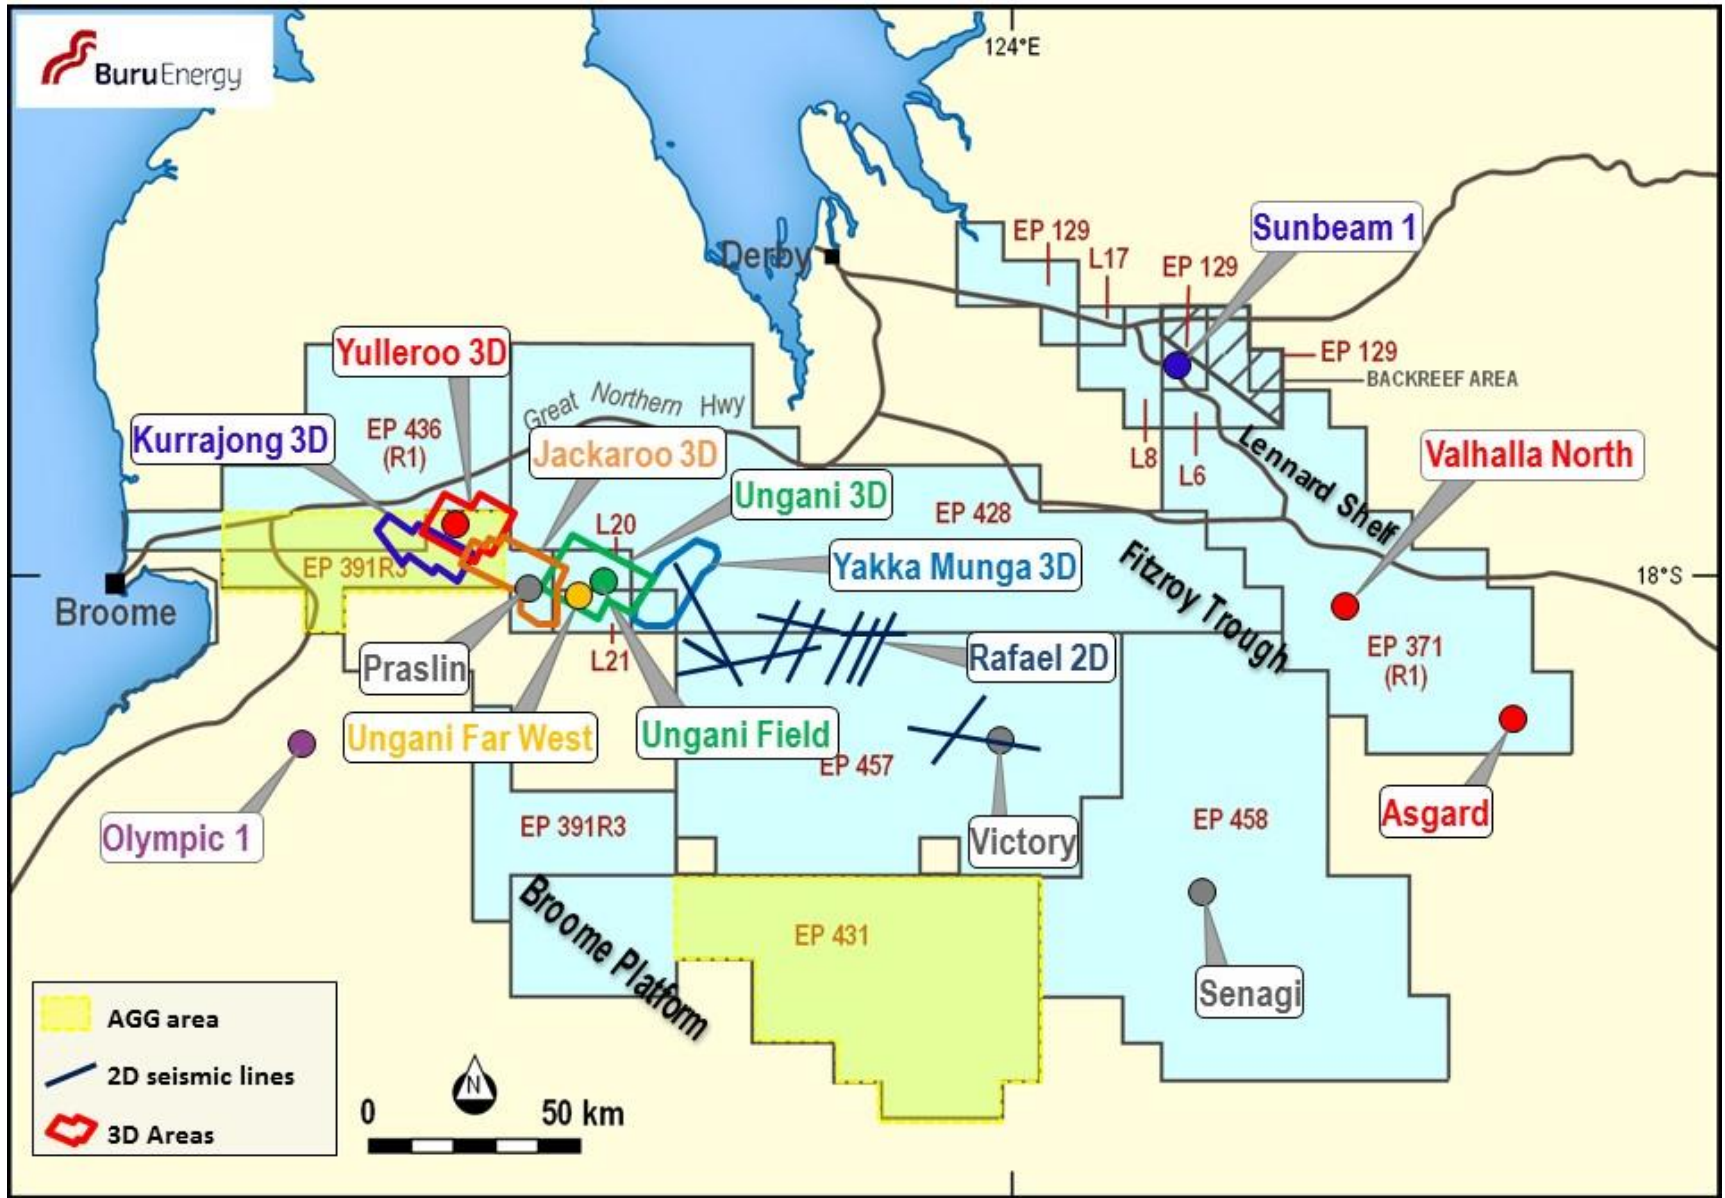 BuruEnergy
124°E
Sunbeam 1
EP 129
L17
EP 129
Derby
Yulleroo 3D
EP 129
BACKREEF AREA
Great Northern Hwy
Kurrajong 3D
EP 436
(R1)
Jackaroo 3D
L8
L6
Lennard Shelf
Valhalla North
Ungani 3D
L20
EP 428
EP 391R3
Yakka Munga 3D
Fitzroy Trough
18°S
Broome
Praslin
L21
Rafael 2D
EP 371
(R1)
Ungani Far West
Ungani Field
EP 457
Olympic 1
EP 391R3
Victory
EP 458
Asgard
Broome Platform
EP 431
Senagi
AGG area
2D seismic lines
3D Areas
N
0
50 km